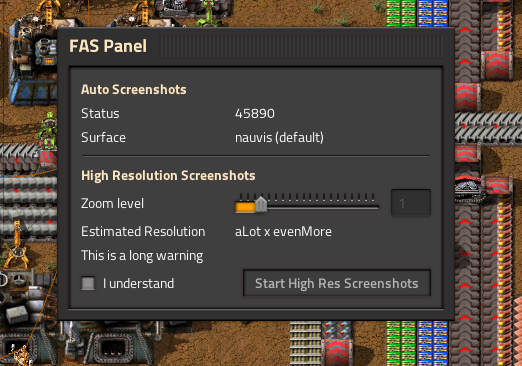 FAS Panel
Auto Screenshots
Status 45890
Surface nauvis (default)
High Resolution Screenshots
Zoom level 1
Estimated Resolution aLot x evenMore
This is a long warning
I understand Start High Res Screenshots